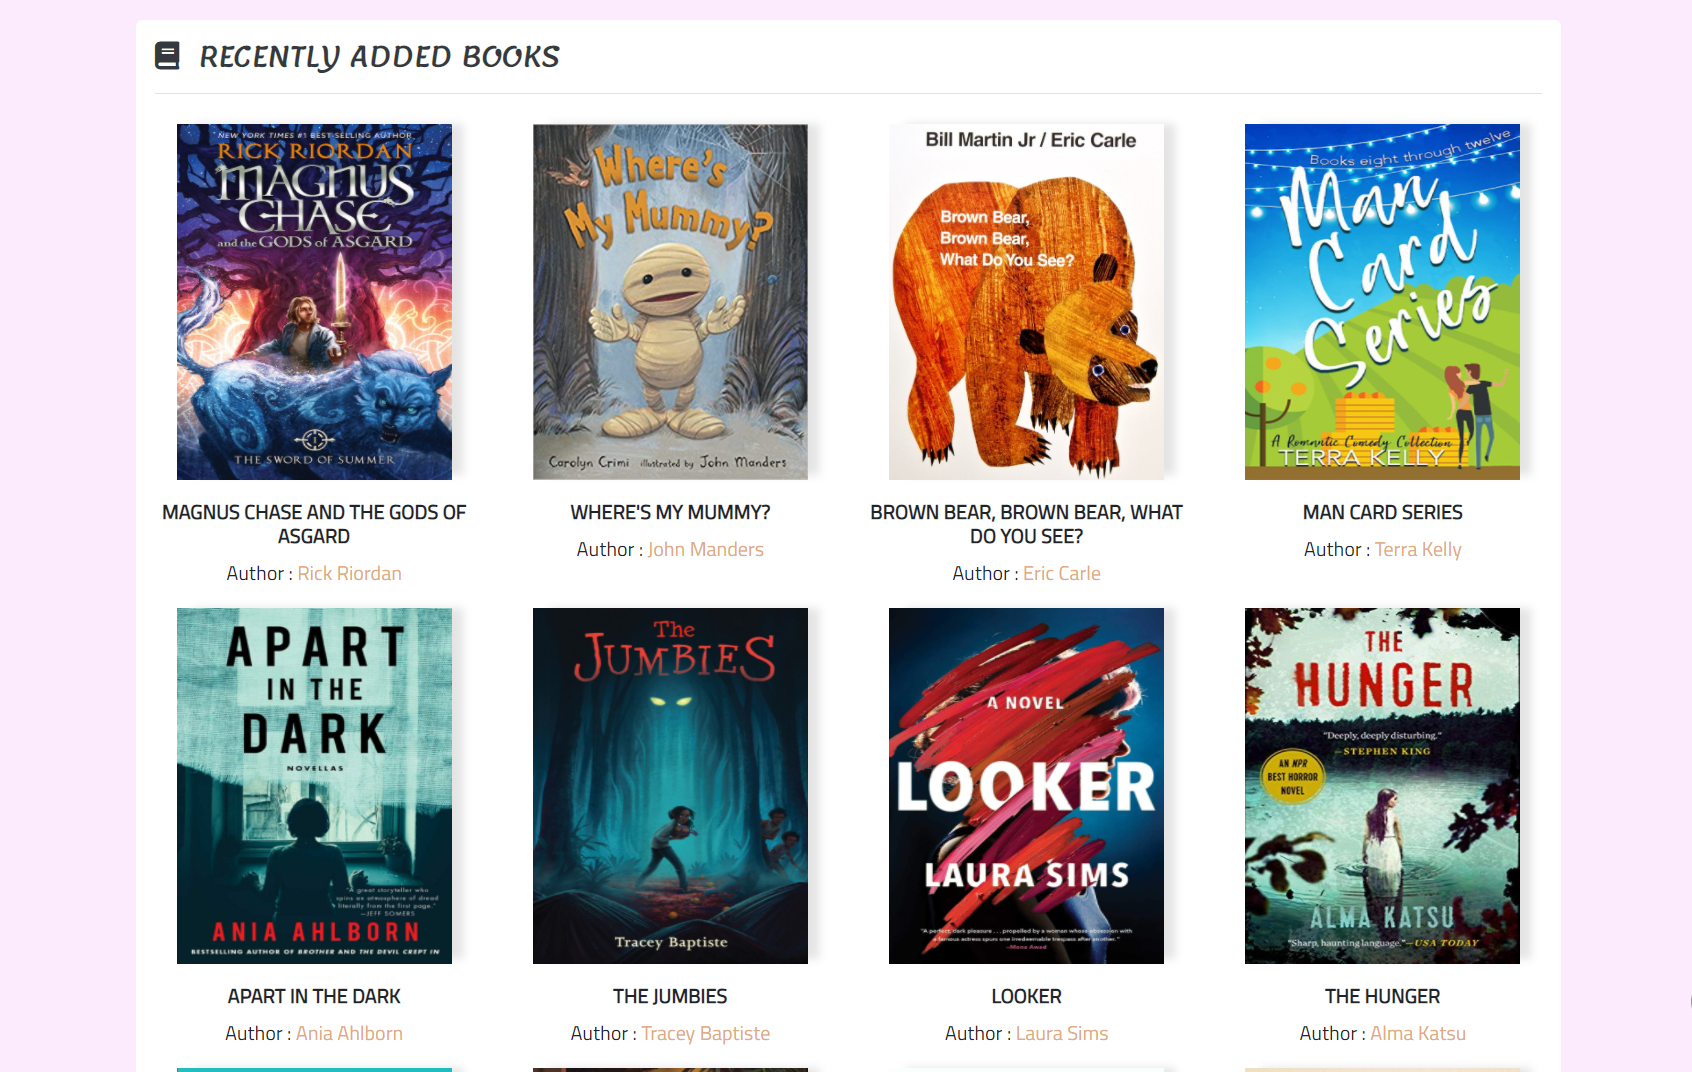 RECENTLY ADDED BOOKS
NEW YORK TIMES #1 BEST-SELLING AUTHOR
RICK RIORDAN
MAGNUS
CHASE
and the GODS of ASGARD
THE SWORD OF SUMMER
MAGNUS CHASE AND THE GODS OF
ASGARD
Author : Rick Riordan
Where's
My Mummy?
Carolyn Crimi illustrated by John Manders
WHERE'S MY MUMMY?
Author : John Manders
Bill Martin Jr / Eric Carle
Brown Bear,
Brown Bear,
What Do You See?
BROWN BEAR, BROWN BEAR, WHAT
DO YOU SEE?
Author : Eric Carle
Books eight through twelve
Man
Card
Series
A Romantic Comedy Collection
TERRA KELLY
MAN CARD SERIES
Author : Terra Kelly
APART
IN THE
DARK
NOVELLAS
"A great storyteller who
spins an atmosphere of dread
literally from the first page."
—JEFF SOMERS
ANIA AHLBORN
BESTSELLING AUTHOR OF BROTHER AND THE DEVIL CREPT IN
APART IN THE DARK
Author : Ania Ahlborn
The
JUMBIES
Tracey Baptiste
THE JUMBIES
Author : Tracey Baptiste
A NOVEL
LOOKER
LAURA SIMS
"A perfect, dark pleasure . . . propelled by a woman whose obsession with
a famous actress spurs one irredeemable trespass after another."
—Mona Awad
LOOKER
Author : Laura Sims
THE
HUNGER
"Deeply, deeply disturbing."
—STEPHEN KING
AN NPR
BEST HORROR
NOVEL
ALMA KATSU
"Sharp, haunting language."—USA TODAY
THE HUNGER
Author : Alma Katsu